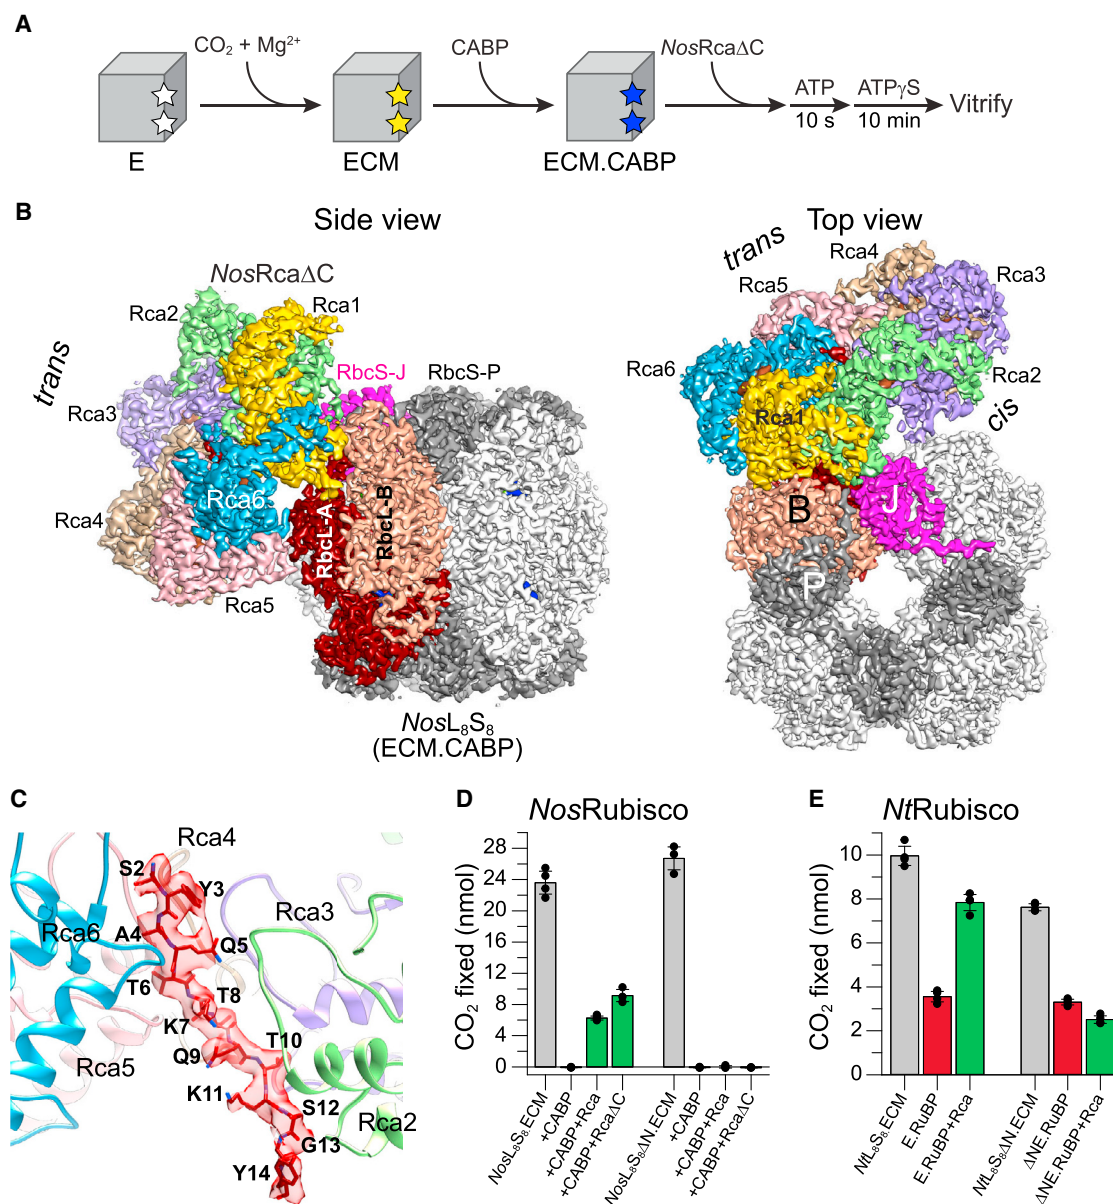 A
CO₂ + Mg²⁺
CABP
NosRcaΔC
ATP
10 s
ATPγS
10 min
Vitrify
E
ECM
ECM.CABP
B
Side view
Top view
NosRcaΔC
Rca2
Rca1
trans
RbcS-J
RbcS-P
Rca3
Rca6
Rca4
RbcL-A
RbcL-B
Rca5
NosL₈S₈
(ECM.CABP)
trans
Rca4
Rca5
Rca3
Rca6
Rca2
Rca1
cis
B
J
P
C
Rca4
S2
Y3
Rca3
A4
Rca6
Q5
T6
T8
K7
T10
Rca5
Q9
K11
S12
Rca2
G13
Y14
D
NosRubisco
CO₂ fixed (nmol)
28
24
20
16
12
8
4
0
NosL₈S₈.ECM
+CABP
+CABP+Rca
+CABP+RcaΔC
NosL₈S₈ΔN.ECM
+CABP
+CABP+Rca
+CABP+RcaΔC
E
NtRubisco
CO₂ fixed (nmol)
10
8
6
4
2
0
NtL₈S₈.ECM
E.RuBP
E.RuBP+Rca
NtL₈S₈ΔN.ECM
ΔNE.RuBP
ΔNE.RuBP+Rca